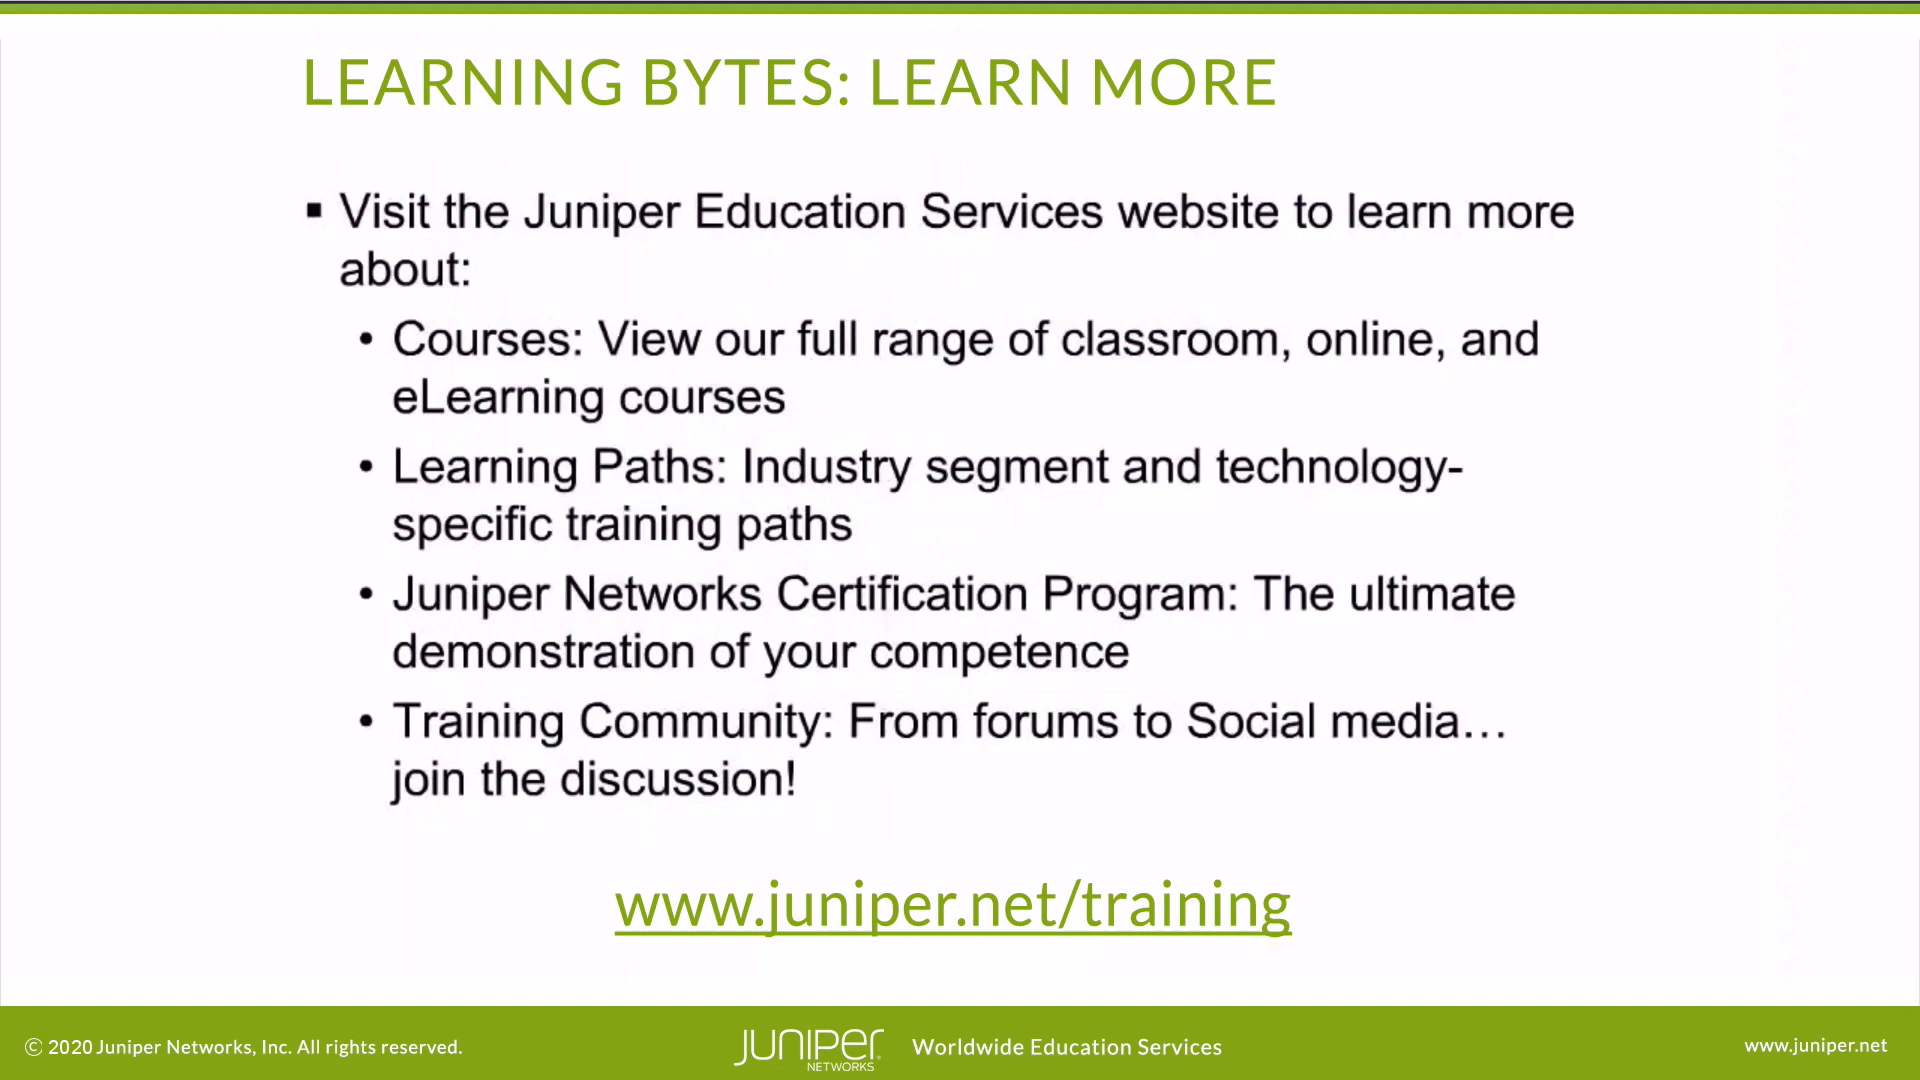 LEARNING BYTES: LEARN MORE
▪ Visit the Juniper Education Services website to learn more
about:
• Courses: View our full range of classroom, online, and
eLearning courses
• Learning Paths: Industry segment and technology-
specific training paths
• Juniper Networks Certification Program: The ultimate
demonstration of your competence
• Training Community: From forums to Social media…
join the discussion!
www.juniper.net/training
© 2020 Juniper Networks, Inc. All rights reserved.
JUNIPER
NETWORKS
Worldwide Education Services
www.juniper.net